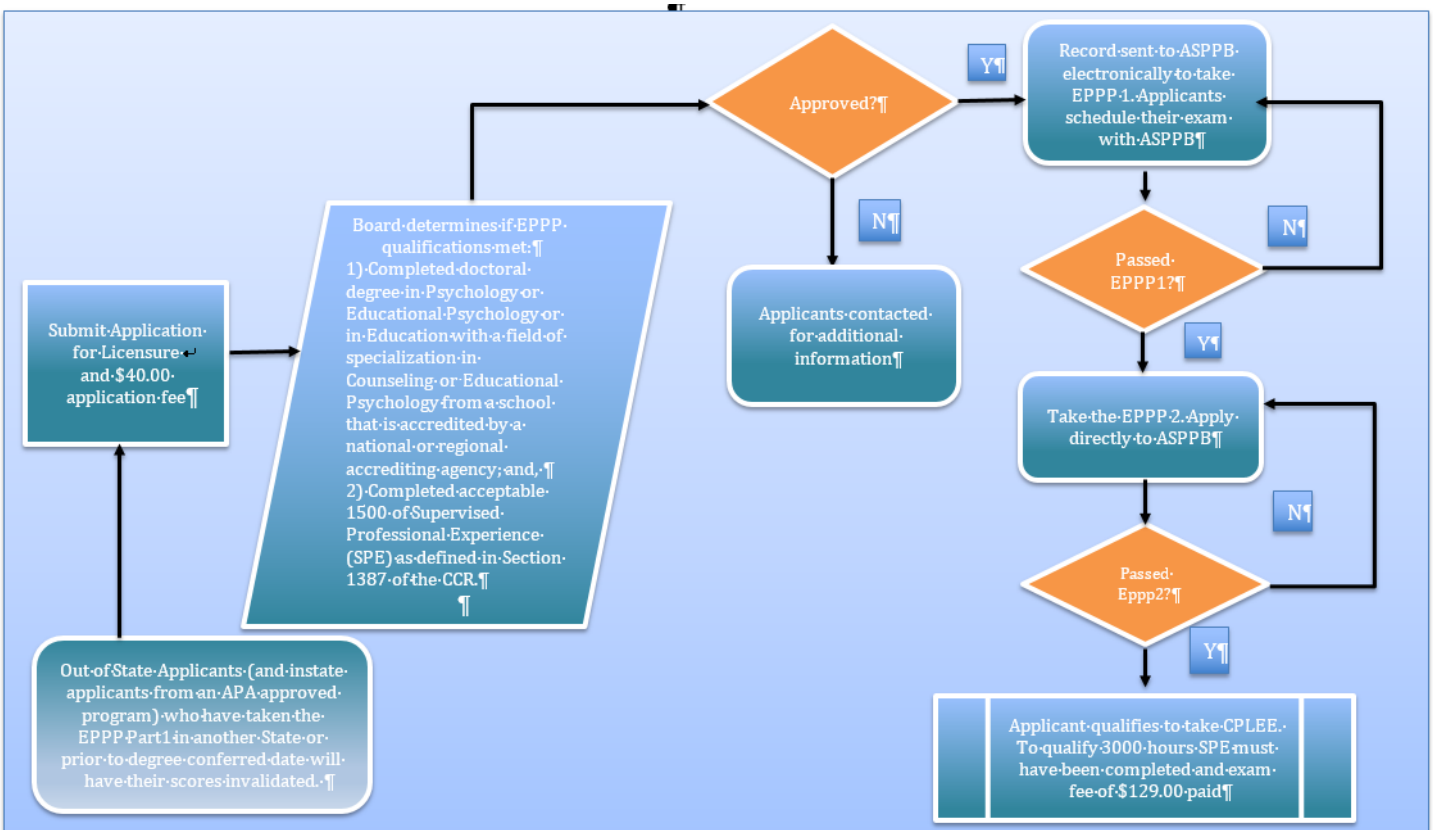 Submit Application
for Licensure
and $40.00
application fee¶
Out of State Applicants (and instate
applicants from an APA approved
program) who have taken the
EPPP Part1 in another State or
prior to degree conferred date will
have their scores invalidated. ¶
Board determines if EPPP
qualifications met:¶
1) Completed doctoral
degree in Psychology or
Educational Psychology or
in Education with a field of
specialization in
Counseling or Educational
Psychology from a school
that is accredited by a
national or regional
accrediting agency; and, ¶
2) Completed acceptable
1500 of Supervised
Professional Experience
(SPE) as defined in Section
1387 of the CCR.¶
¶
¶
Approved?¶
Y¶
N¶
Applicants contacted
for additional
information¶
Record sent to ASPPB
electronically to take
EPPP 1. Applicants
schedule their exam
with ASPPB¶
Passed
EPPP1?¶
N¶
Y¶
Take the EPPP 2. Apply
directly to ASPPB¶
N¶
Passed
Eppp2?¶
Y¶
Applicant qualifies to take CPLEE.
To qualify 3000 hours SPE must
have been completed and exam
fee of $129.00 paid¶